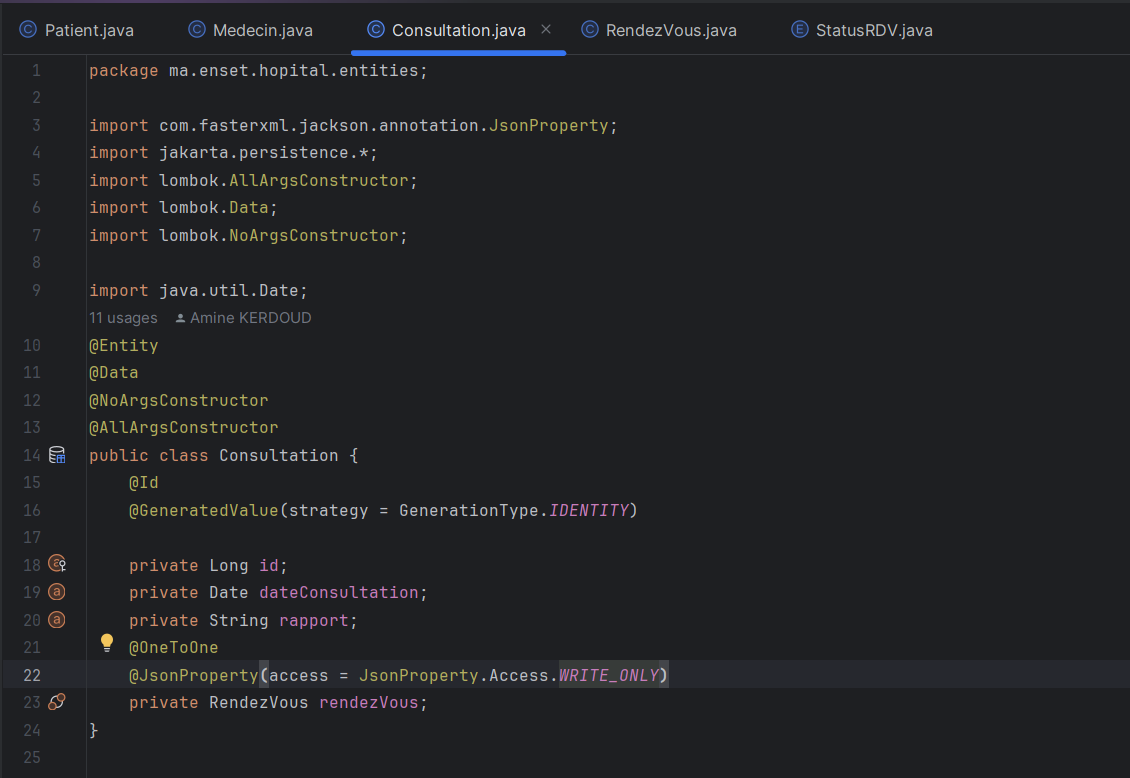 Patient.java Medecin.java Consultation.java RendezVous.java StatusRDV.java
1 package ma.enset.hopital.entities;
2
3 import com.fasterxml.jackson.annotation.JsonProperty;
4 import jakarta.persistence.*;
5 import lombok.AllArgsConstructor;
6 import lombok.Data;
7 import lombok.NoArgsConstructor;
8
9 import java.util.Date;
11 usages Amine KERDOUD
10 @Entity
11 @Data
12 @NoArgsConstructor
13 @AllArgsConstructor
14 public class Consultation {
15     @Id
16     @GeneratedValue(strategy = GenerationType.IDENTITY)
17
18     private Long id;
19     private Date dateConsultation;
20     private String rapport;
21     @OneToOne
22     @JsonProperty(access = JsonProperty.Access.WRITE_ONLY)
23     private RendezVous rendezVous;
24 }
25